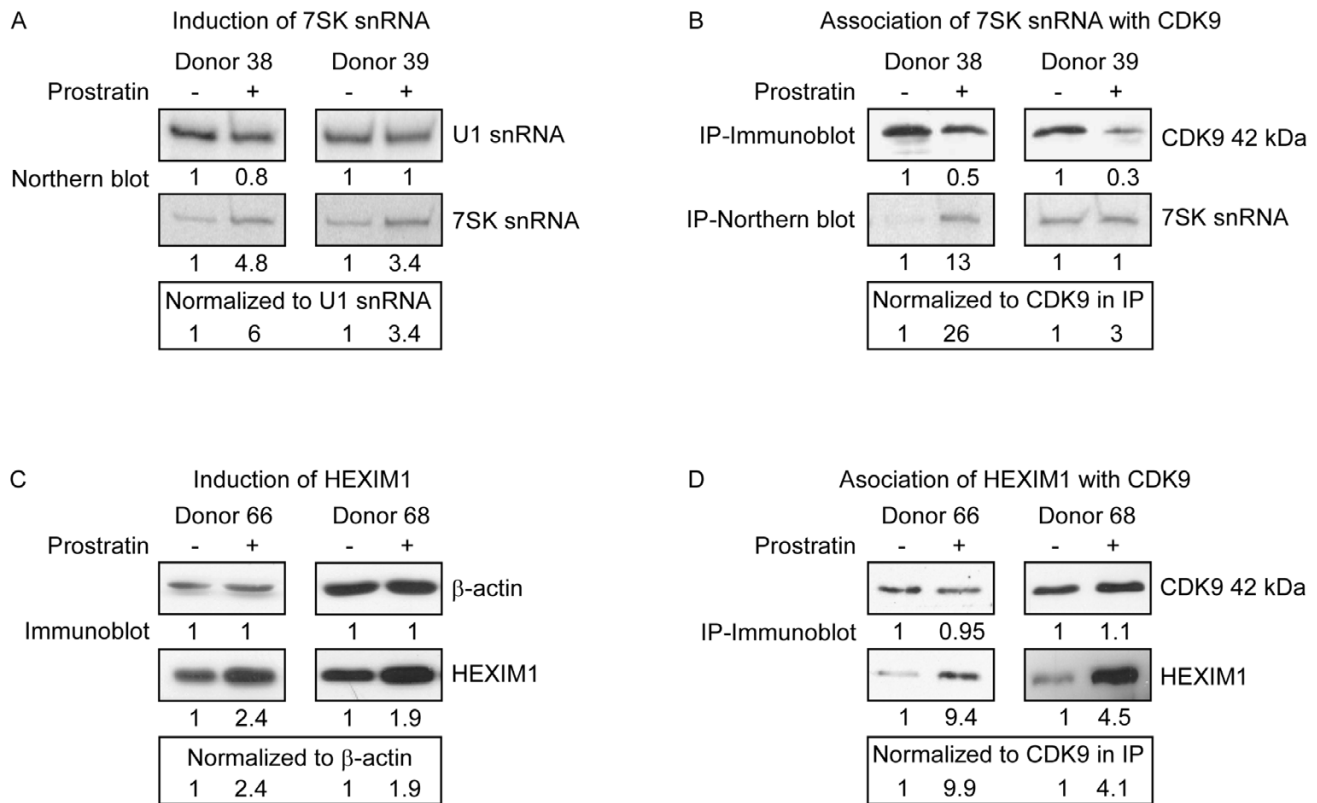 A Induction of 7SK snRNA
Donor 38 Donor 39
Prostratin - + - +
U1 snRNA
Northern blot 1 0.8 1 1
7SK snRNA
1 4.8 1 3.4
Normalized to U1 snRNA
1 6 1 3.4
B Association of 7SK snRNA with CDK9
Donor 38 Donor 39
Prostratin - + - +
IP-Immunoblot CDK9 42 kDa
1 0.5 1 0.3
IP-Northern blot 7SK snRNA
1 13 1 1
Normalized to CDK9 in IP
1 26 1 3
C Induction of HEXIM1
Donor 66 Donor 68
Prostratin - + - +
β-actin
Immunoblot 1 1 1 1
HEXIM1
1 2.4 1 1.9
Normalized to β-actin
1 2.4 1 1.9
D Asociation of HEXIM1 with CDK9
Donor 66 Donor 68
Prostratin - + - +
CDK9 42 kDa
IP-Immunoblot 1 0.95 1 1.1
HEXIM1
1 9.4 1 4.5
Normalized to CDK9 in IP
1 9.9 1 4.1